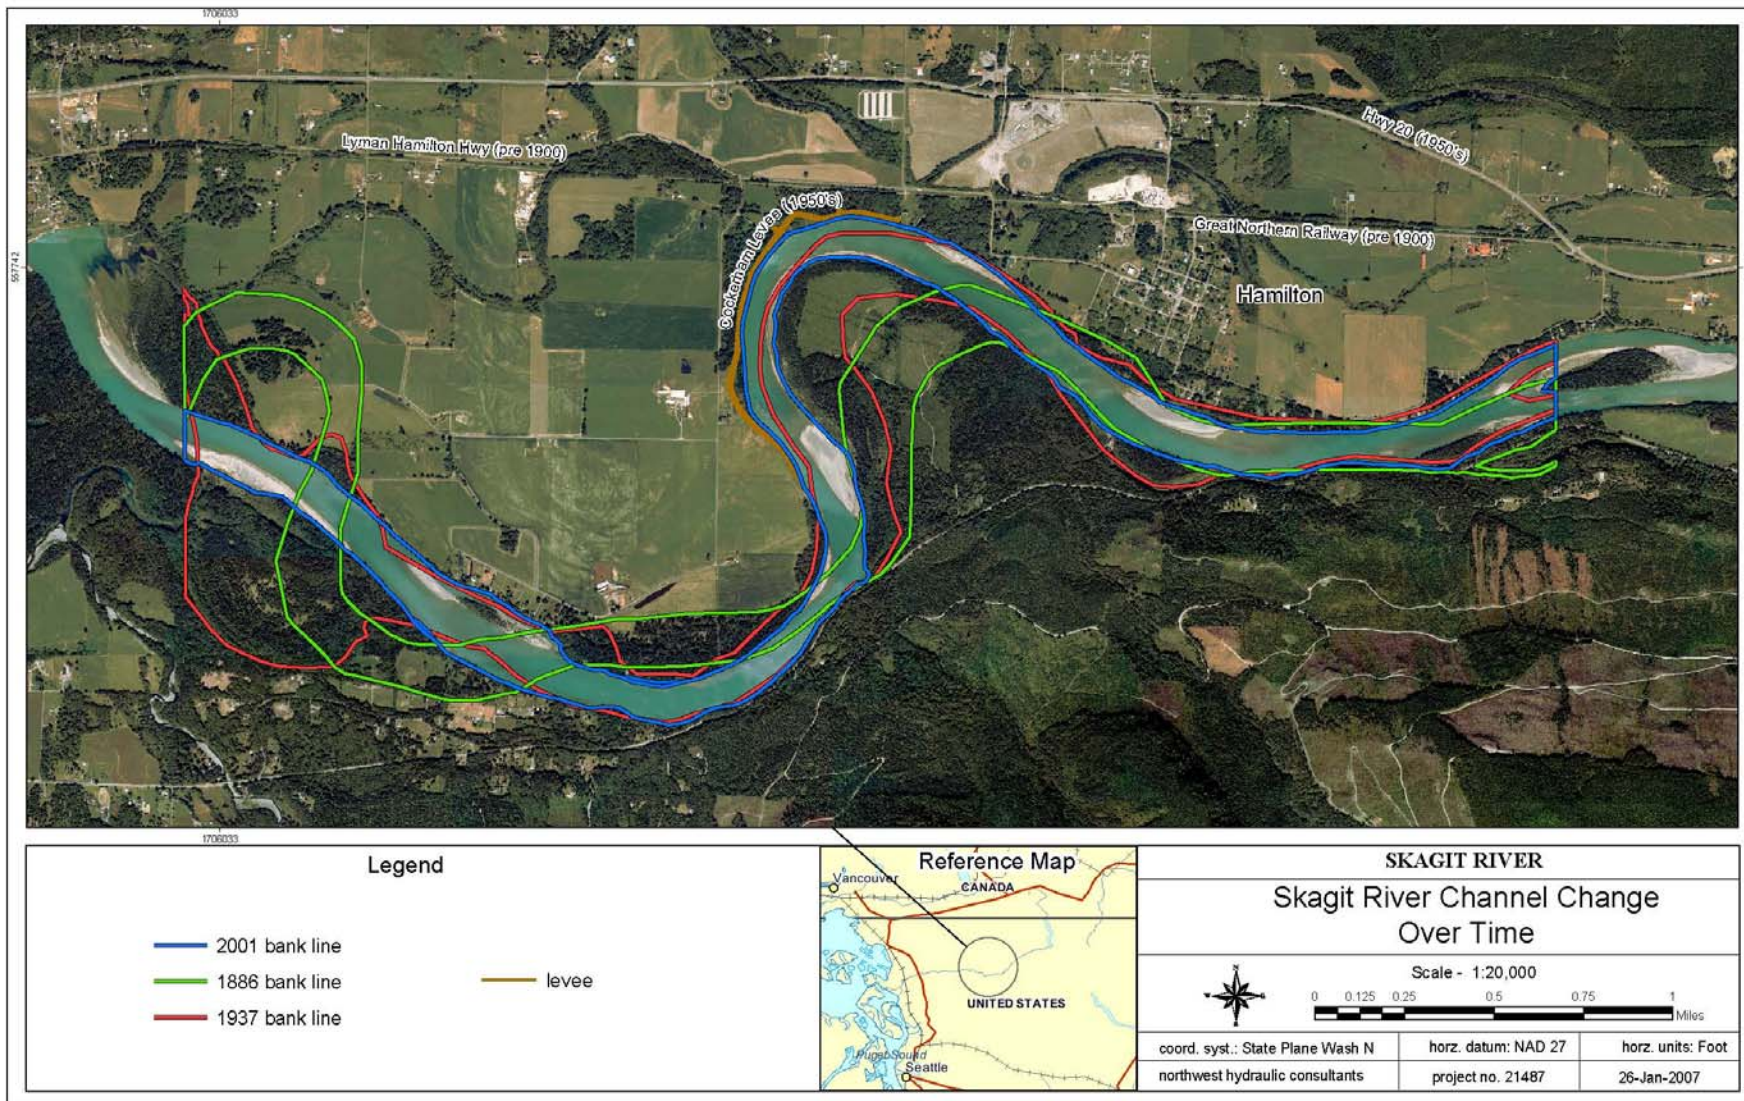 1706033
557742
Lyman Hamilton Hwy (pre 1900)
Hwy 20 (1950's)
Cockerham Levee (1950's)
Great Northern Railway (pre 1900)
Hamilton
1706033
Legend
2001 bank line
1886 bank line
1937 bank line
levee
Reference Map
Vancouver
CANADA
UNITED STATES
Puget Sound
Seattle
SKAGIT RIVER
Skagit River Channel Change
Over Time
N
Scale - 1:20,000
0 0.125 0.25 0.5 0.75 1
Miles
coord. syst.: State Plane Wash N
horz. datum: NAD 27
horz. units: Foot
northwest hydraulic consultants
project no. 21487
26-Jan-2007